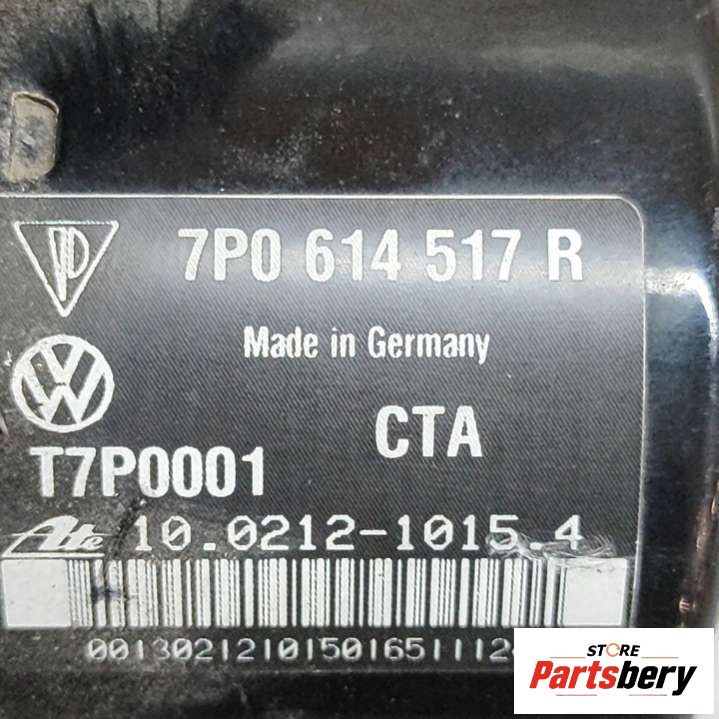 7P0 614 517 R
Made in Germany
CTA
T7P0001
Ate 10.0212-1015.4
STORE
Partsbery